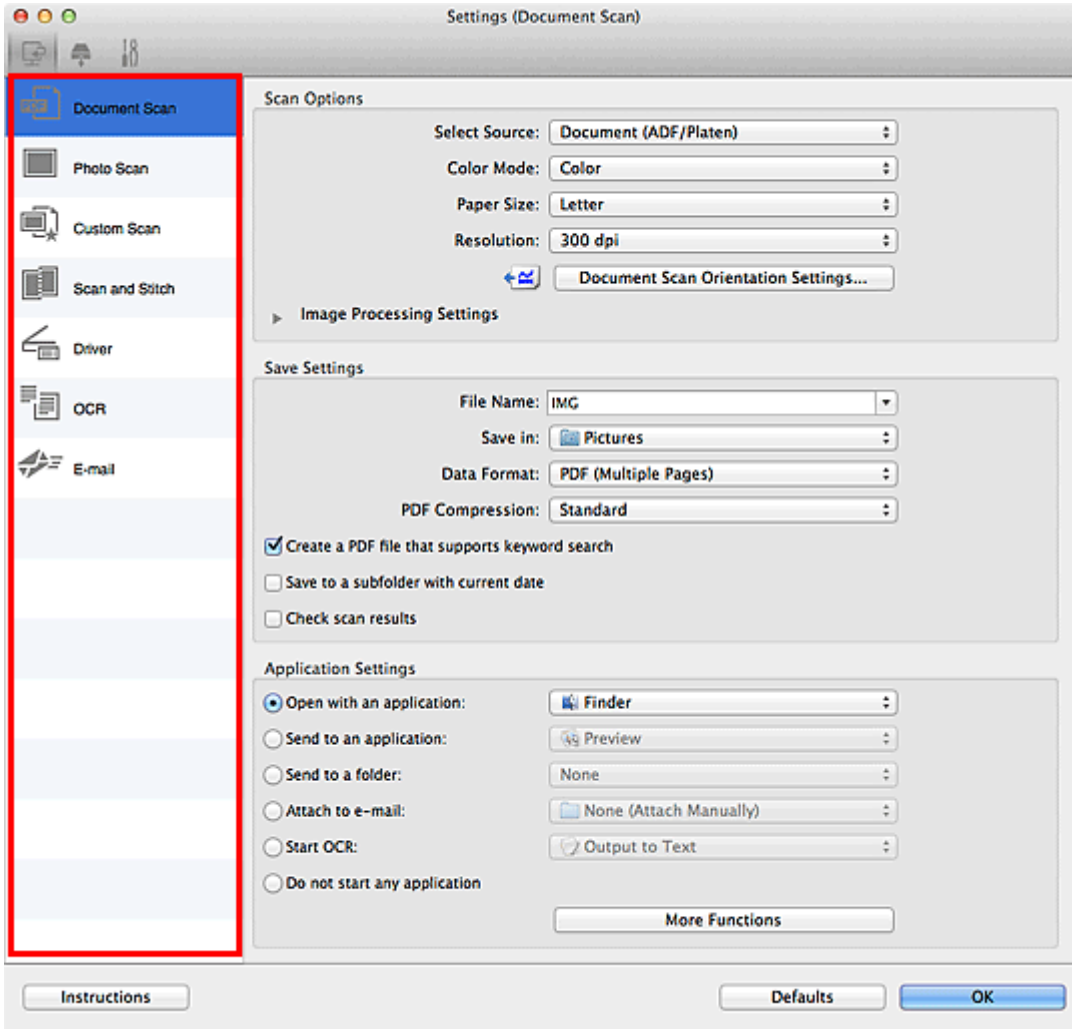 Settings (Document Scan)
Document Scan
Photo Scan
Custom Scan
Scan and Stitch
Driver
OCR
E-mail
Scan Options
Select Source: Document (ADF/Platen)
Color Mode: Color
Paper Size: Letter
Resolution: 300 dpi
Document Scan Orientation Settings...
Image Processing Settings
Save Settings
File Name: IMG
Save in: Pictures
Data Format: PDF (Multiple Pages)
PDF Compression: Standard
Create a PDF file that supports keyword search
Save to a subfolder with current date
Check scan results
Application Settings
Open with an application: Finder
Send to an application: Preview
Send to a folder: None
Attach to e-mail: None (Attach Manually)
Start OCR: Output to Text
Do not start any application
More Functions
Instructions
Defaults
OK